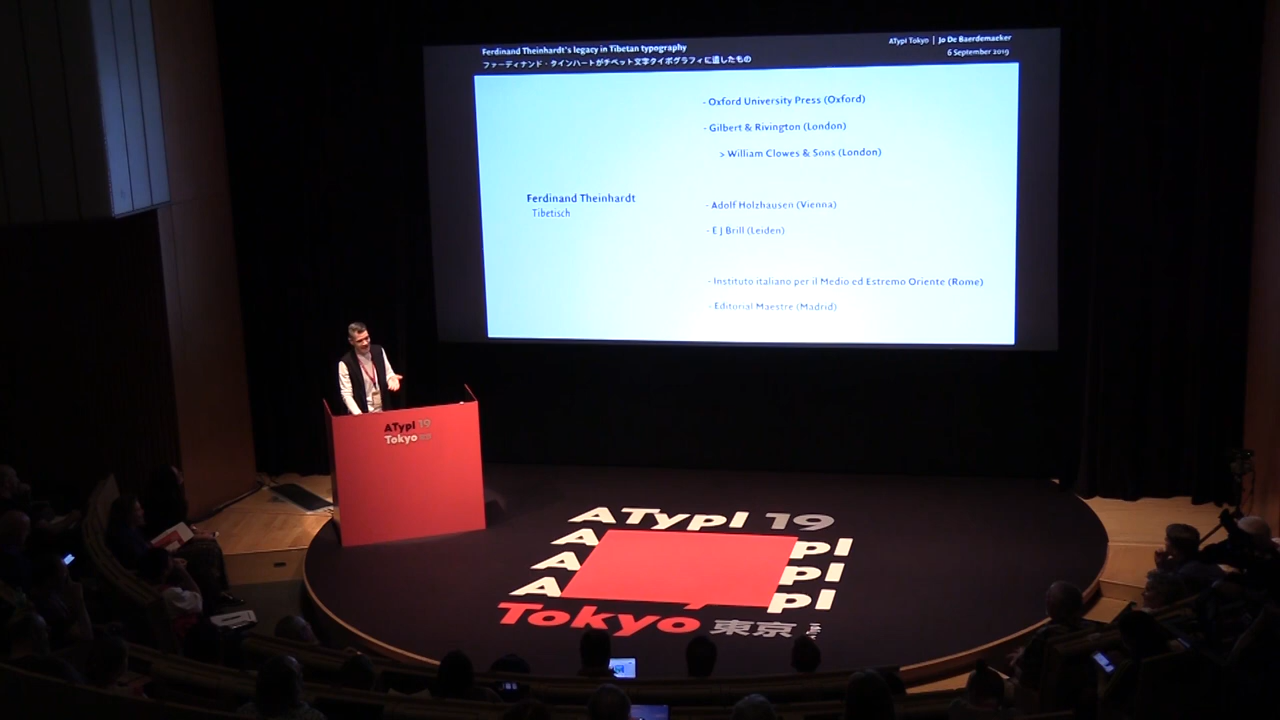 Ferdinand Theinhardt's legacy in Tibetan typography
ファーディナンド・タインハートがチベット文字タイポグラフィに遺したもの
ATypI Tokyo | Jo De Baerdemaeker
6 September 2019
- Oxford University Press (Oxford)
- Gilbert & Rivington (London)
> William Clowes & Sons (London)
Ferdinand Theinhardt
Tibetisch
- Adolf Holzhausen (Vienna)
- E J Brill (Leiden)
- Instituto italiano per il Medio ed Estremo Oriente (Rome)
- Editorial Maestre (Madrid)
ATypI 19
Tokyo
ATypI 19
A pI
A pI
A pI
Tokyo 東京